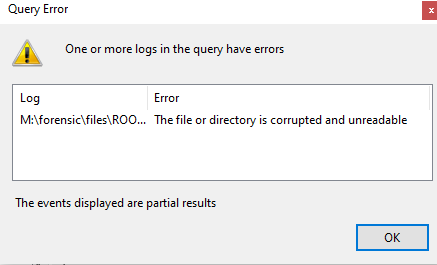 Query Error
One or more logs in the query have errors
Log Error
M:\forensic\files\ROO... The file or directory is corrupted and unreadable
The events displayed are partial results
OK